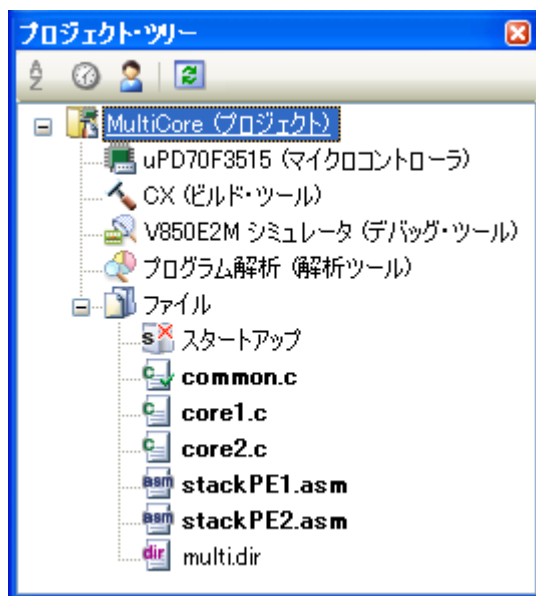 プロジェクト・ツリー
MultiCore (プロジェクト)
uPD70F3515 (マイクロコントローラ)
CX (ビルド・ツール)
V850E2M シミュレータ (デバッグ・ツール)
プログラム解析 (解析ツール)
ファイル
スタートアップ
common.c
core1.c
core2.c
stackPE1.asm
stackPE2.asm
multi.dir